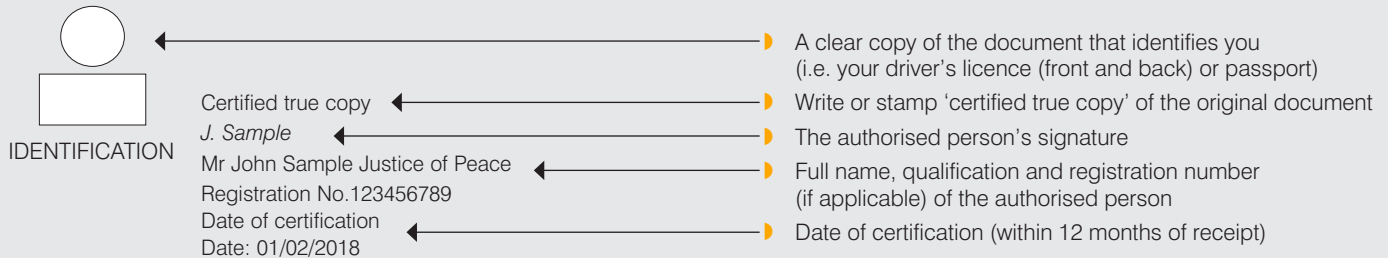 IDENTIFICATION
Certified true copy
J. Sample
Mr John Sample Justice of Peace
Registration No.123456789
Date of certification
Date: 01/02/2018
A clear copy of the document that identifies you
(i.e. your driver's licence (front and back) or passport)
Write or stamp ‘certified true copy’ of the original document
The authorised person's signature
Full name, qualification and registration number
(if applicable) of the authorised person
Date of certification (within 12 months of receipt)